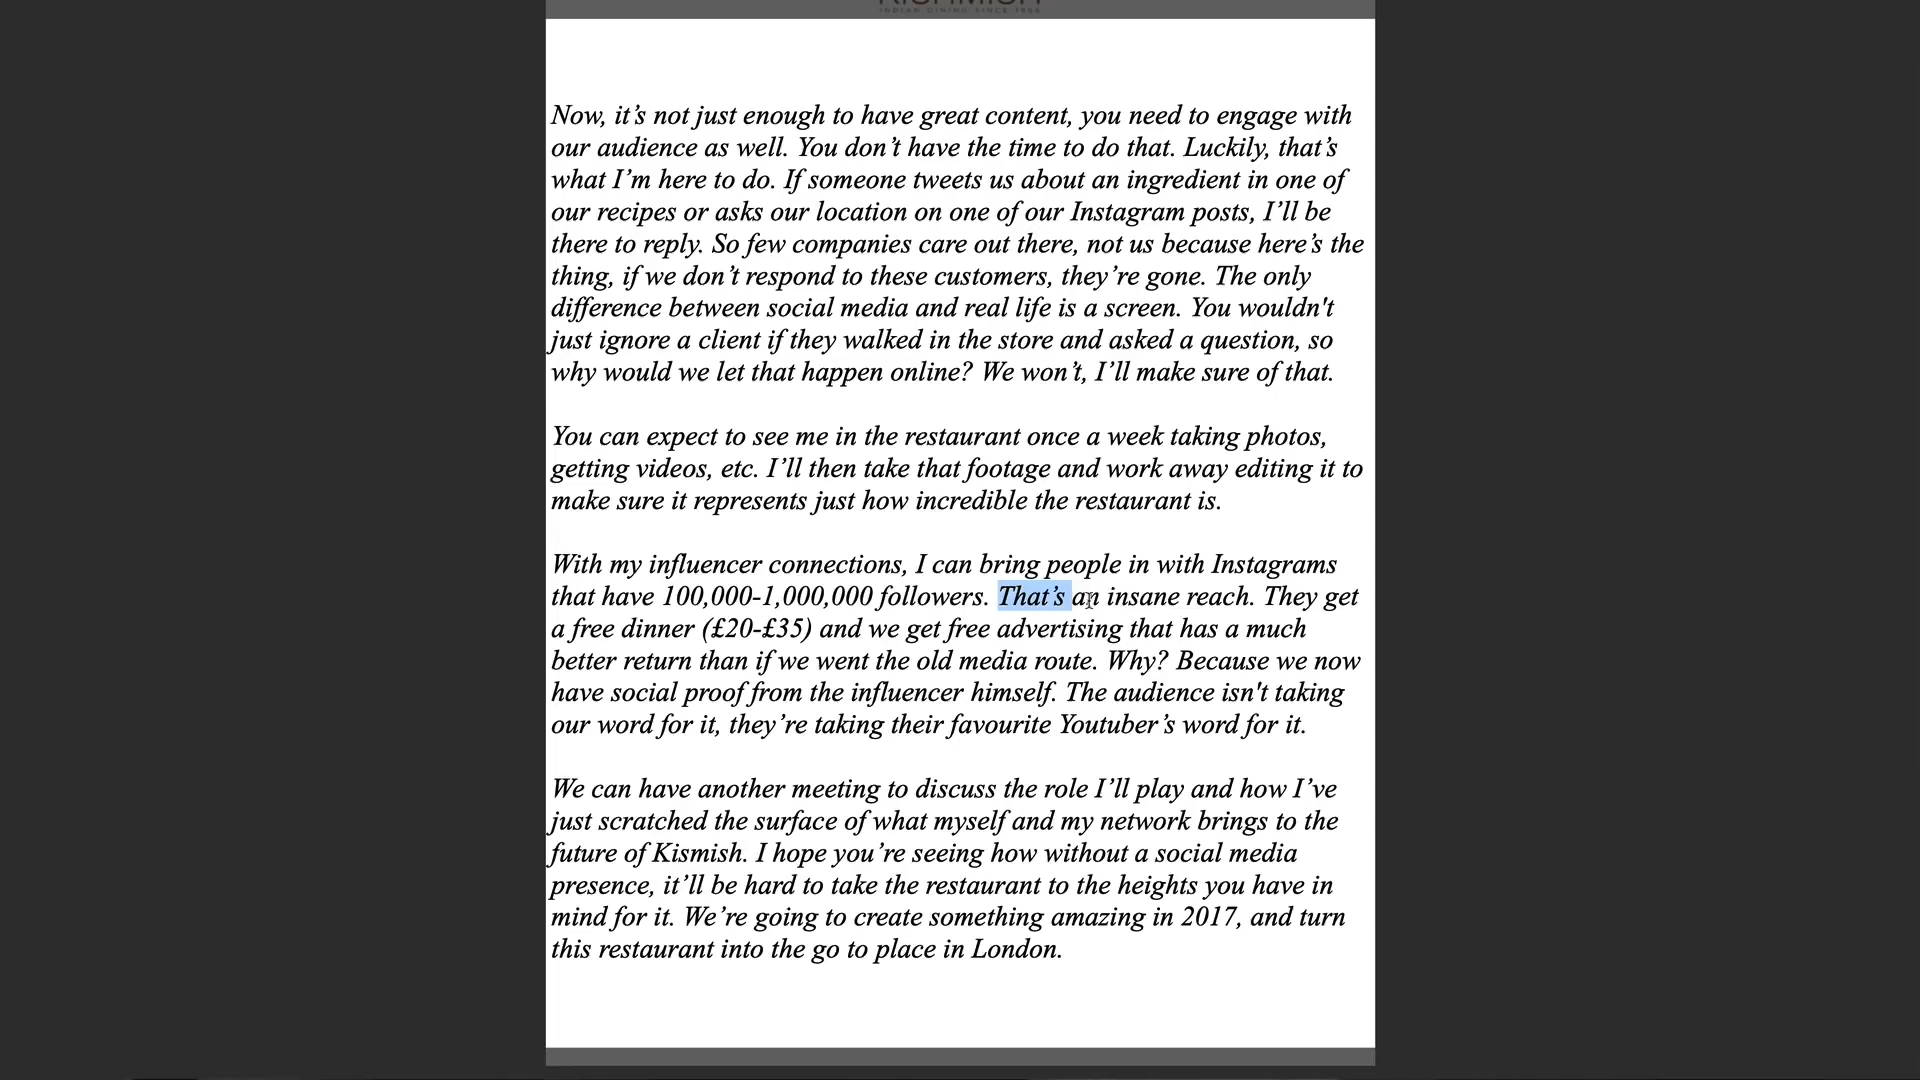 INDIAN DINING SINCE 1966
Now, it’s not just enough to have great content, you need to engage with
our audience as well. You don’t have the time to do that. Luckily, that’s
what I’m here to do. If someone tweets us about an ingredient in one of
our recipes or asks our location on one of our Instagram posts, I’ll be
there to reply. So few companies care out there, not us because here’s the
thing, if we don’t respond to these customers, they’re gone. The only
difference between social media and real life is a screen. You wouldn't
just ignore a client if they walked in the store and asked a question, so
why would we let that happen online? We won’t, I’ll make sure of that.
You can expect to see me in the restaurant once a week taking photos,
getting videos, etc. I’ll then take that footage and work away editing it to
make sure it represents just how incredible the restaurant is.
With my influencer connections, I can bring people in with Instagrams
that have 100,000-1,000,000 followers. That’s an insane reach. They get
a free dinner (£20-£35) and we get free advertising that has a much
better return than if we went the old media route. Why? Because we now
have social proof from the influencer himself. The audience isn't taking
our word for it, they’re taking their favourite Youtuber’s word for it.
We can have another meeting to discuss the role I’ll play and how I’ve
just scratched the surface of what myself and my network brings to the
future of Kismish. I hope you’re seeing how without a social media
presence, it’ll be hard to take the restaurant to the heights you have in
mind for it. We’re going to create something amazing in 2017, and turn
this restaurant into the go to place in London.